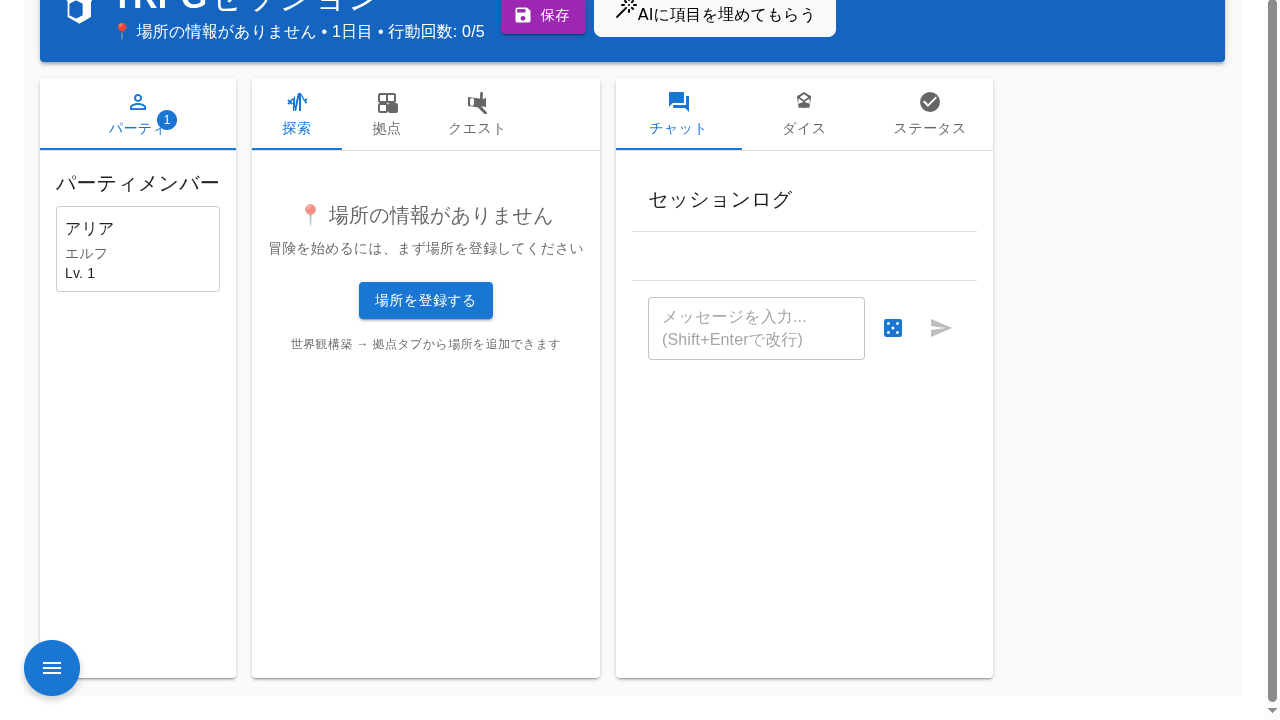 TRPGセッション
📍 場所の情報がありません • 1日目 • 行動回数: 0/5
保存
AIに項目を埋めてもらう
パーティ
1
探索
拠点
クエスト
チャット
ダイス
ステータス
パーティメンバー
アリア
エルフ
Lv. 1
📍 場所の情報がありません
冒険を始めるには、まず場所を登録してください
場所を登録する
世界観構築 → 拠点タブから場所を追加できます
セッションログ
メッセージを入力...
(Shift+Enterで改行)